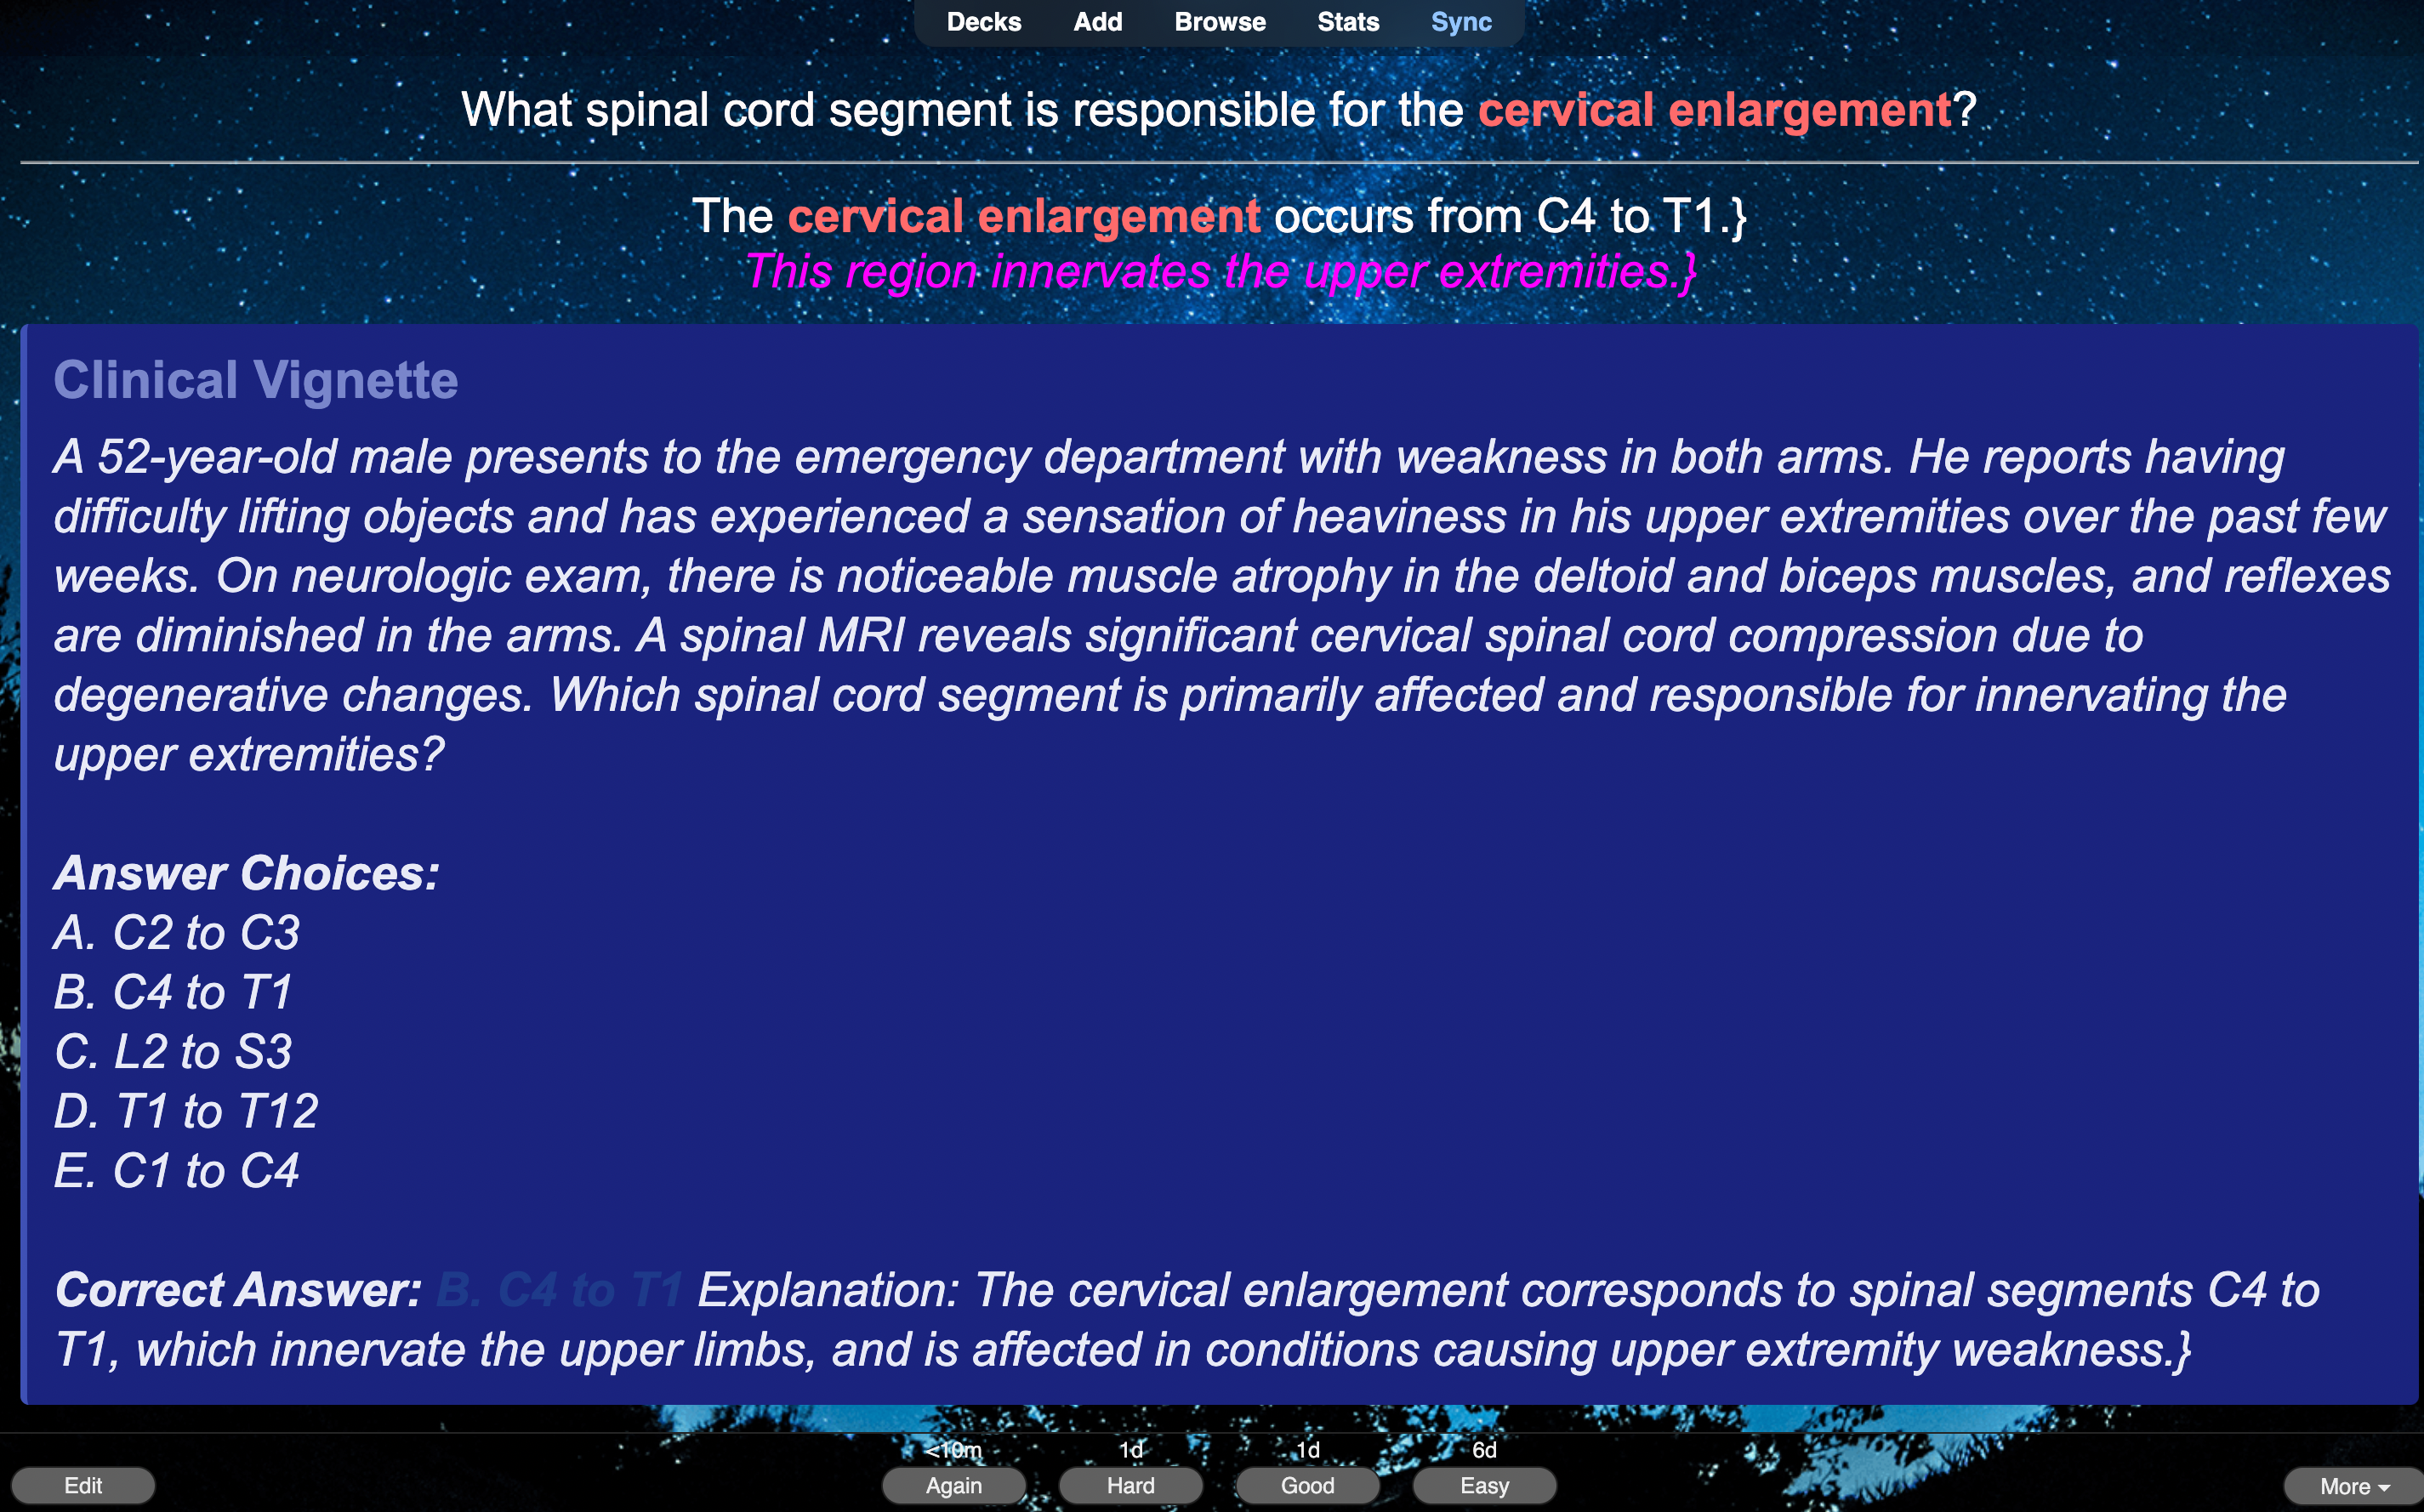 Decks Add Browse Stats Sync
What spinal cord segment is responsible for the cervical enlargement?
The cervical enlargement occurs from C4 to T1.}
This region innervates the upper extremities.}
Clinical Vignette
A 52-year-old male presents to the emergency department with weakness in both arms. He reports having
difficulty lifting objects and has experienced a sensation of heaviness in his upper extremities over the past few
weeks. On neurologic exam, there is noticeable muscle atrophy in the deltoid and biceps muscles, and reflexes
are diminished in the arms. A spinal MRI reveals significant cervical spinal cord compression due to
degenerative changes. Which spinal cord segment is primarily affected and responsible for innervating the
upper extremities?
Answer Choices:
A. C2 to C3
B. C4 to T1
C. L2 to S3
D. T1 to T12
E. C1 to C4
Correct Answer: B. C4 to T1 Explanation: The cervical enlargement corresponds to spinal segments C4 to
T1, which innervate the upper limbs, and is affected in conditions causing upper extremity weakness.}
<10m 1d 1d 6d
Edit Again Hard Good Easy More